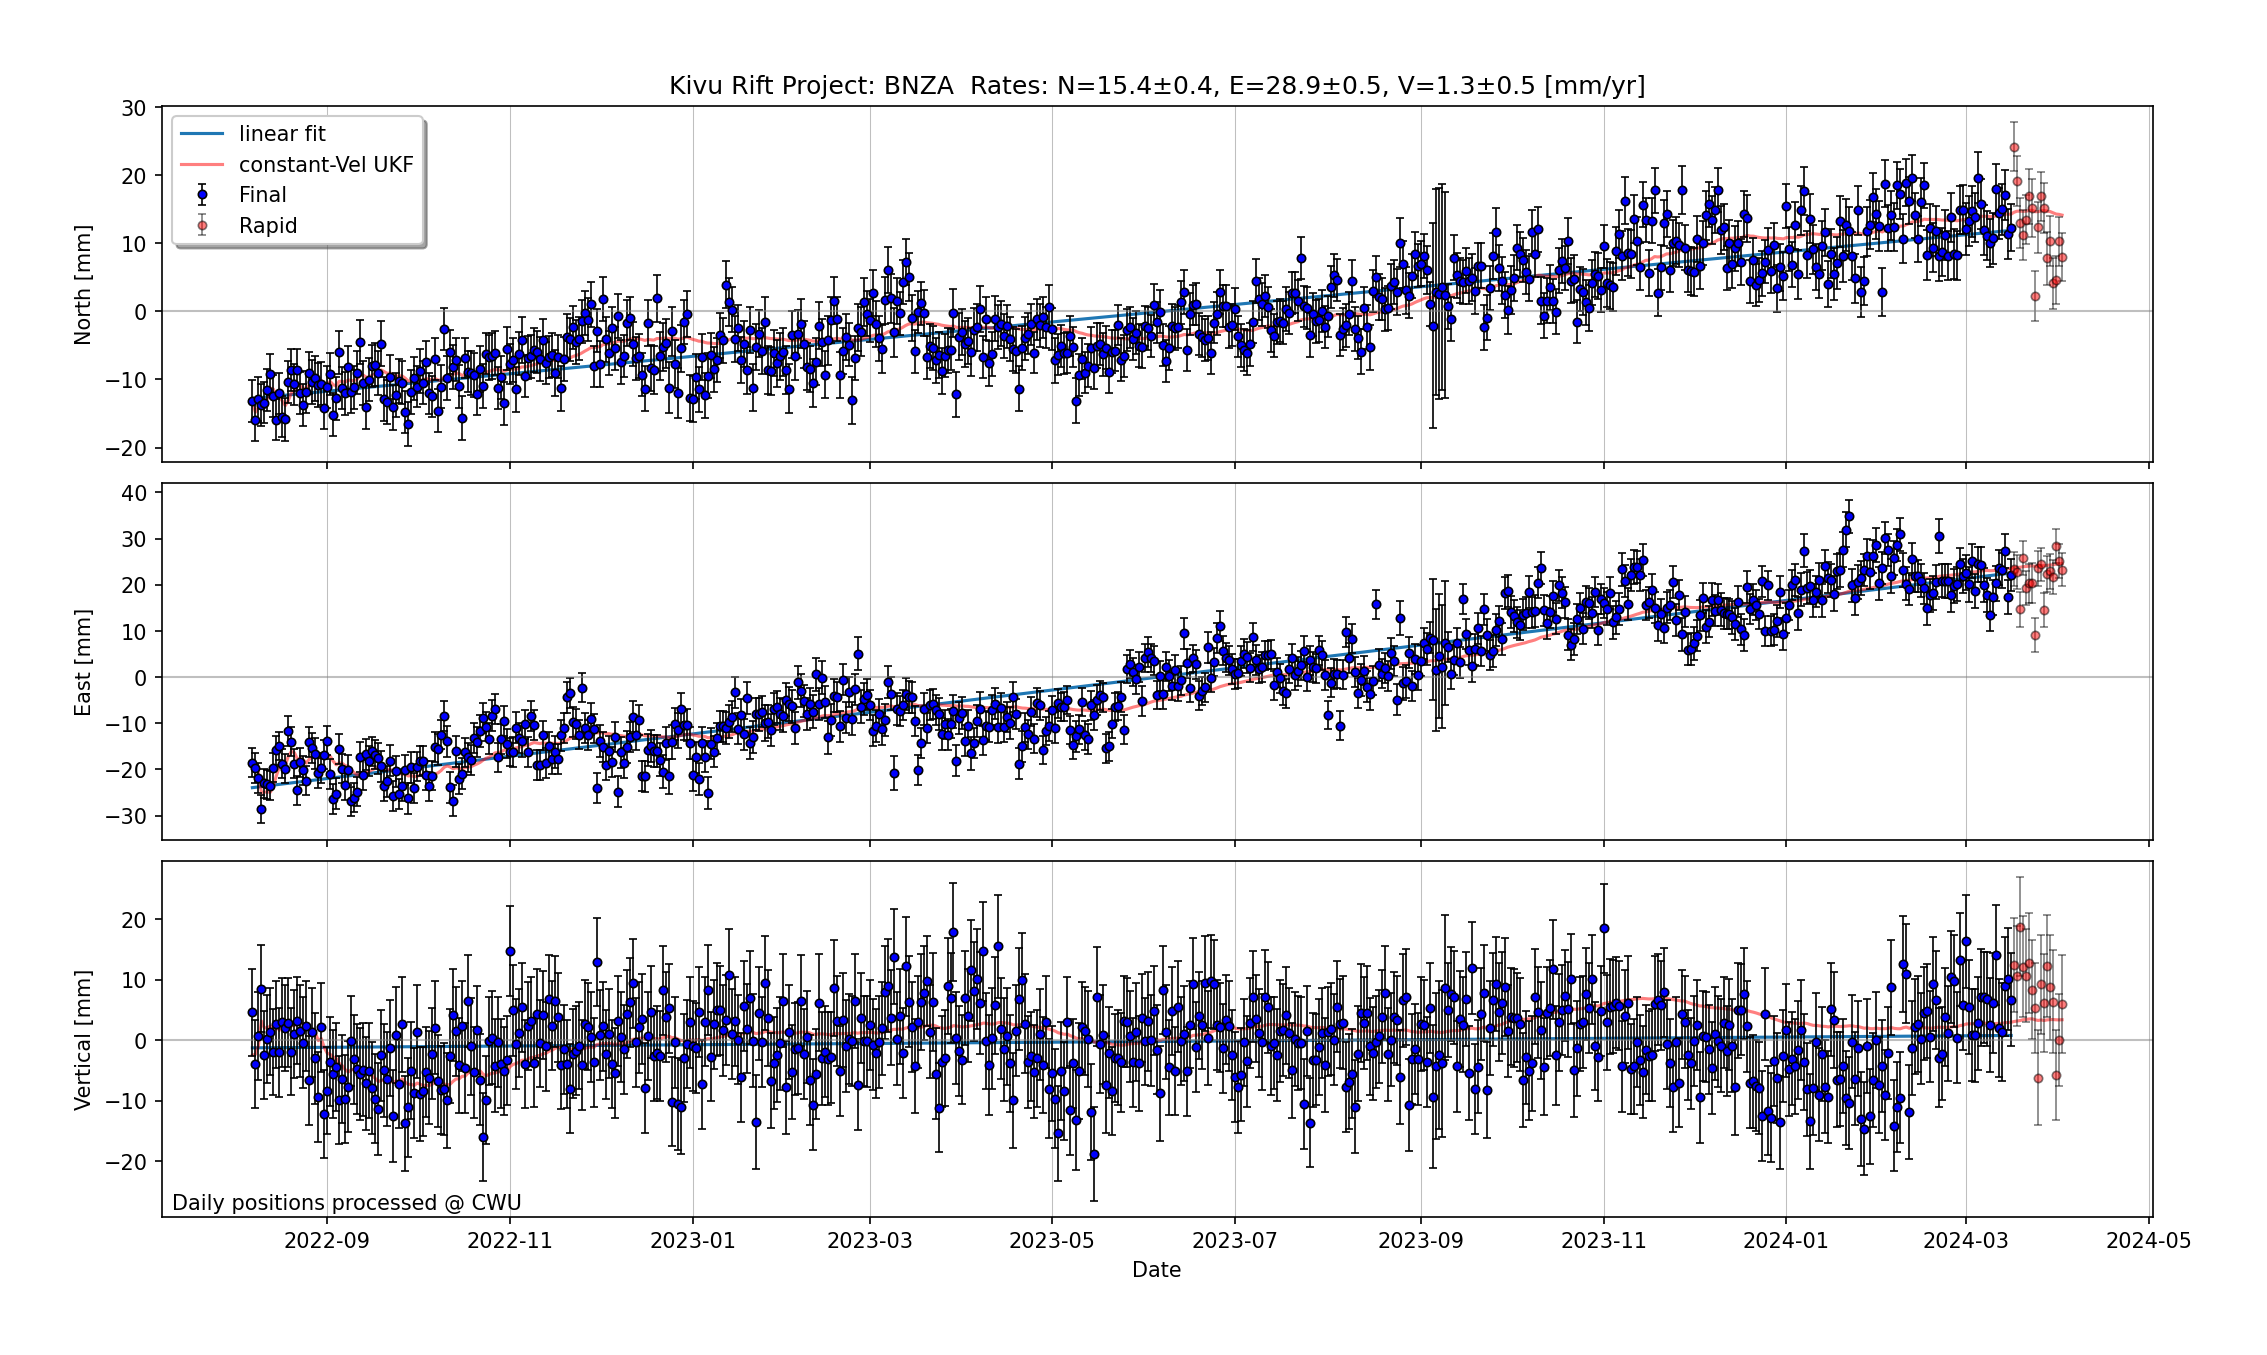 Kivu Rift Project: BNZA  Rates: N=15.4±0.4, E=28.9±0.5, V=1.3±0.5 [mm/yr]
linear fit
constant-Vel UKF
Final
Rapid
North [mm]
30
20
10
0
−10
−20
East [mm]
40
30
20
10
0
−10
−20
−30
Vertical [mm]
20
10
0
−10
−20
Daily positions processed @ CWU
2022-09 2022-11 2023-01 2023-03 2023-05 2023-07 2023-09 2023-11 2024-01 2024-03 2024-05
Date